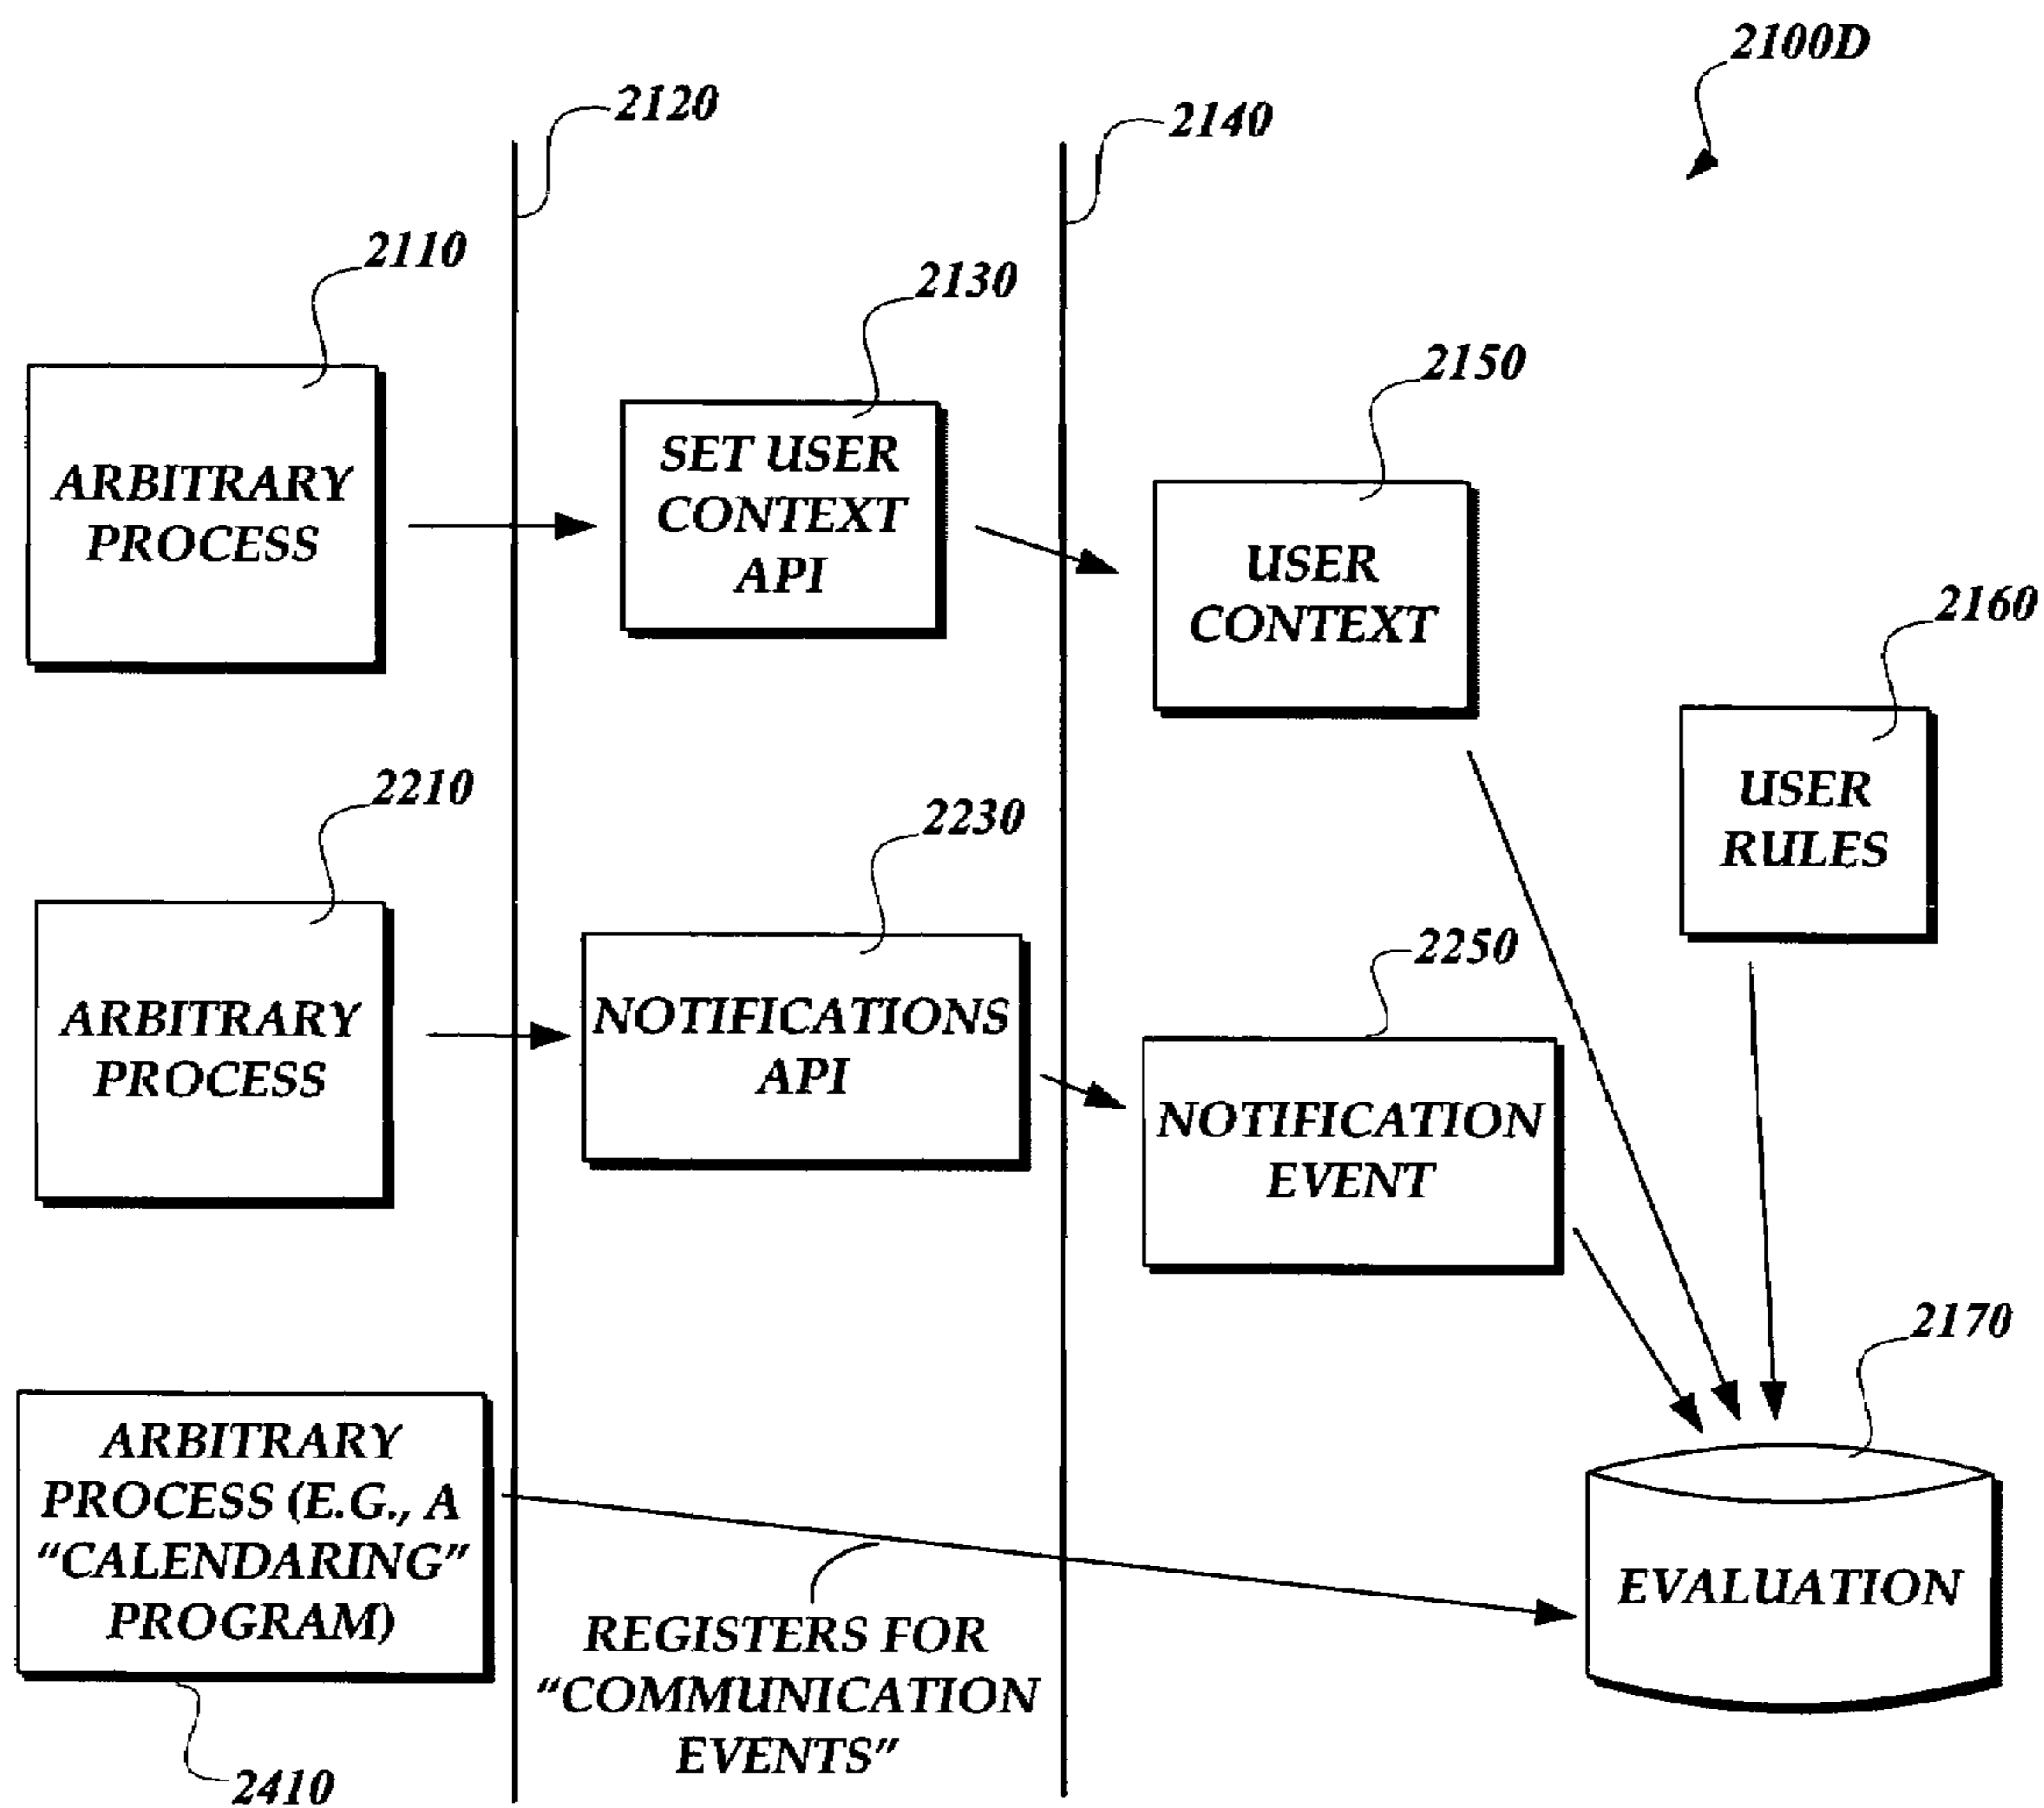 2100D
2120
2140
2110
2130
2150
ARBITRARY
PROCESS
SET USER
CONTEXT
API
USER
CONTEXT
2160
USER
RULES
2210
2230
2250
ARBITRARY
PROCESS
NOTIFICATIONS
API
NOTIFICATION
EVENT
2170
ARBITRARY
PROCESS (E.G., A
"CALENDARING"
PROGRAM)
EVALUATION
REGISTERS FOR
"COMMUNICATION
EVENTS"
2410